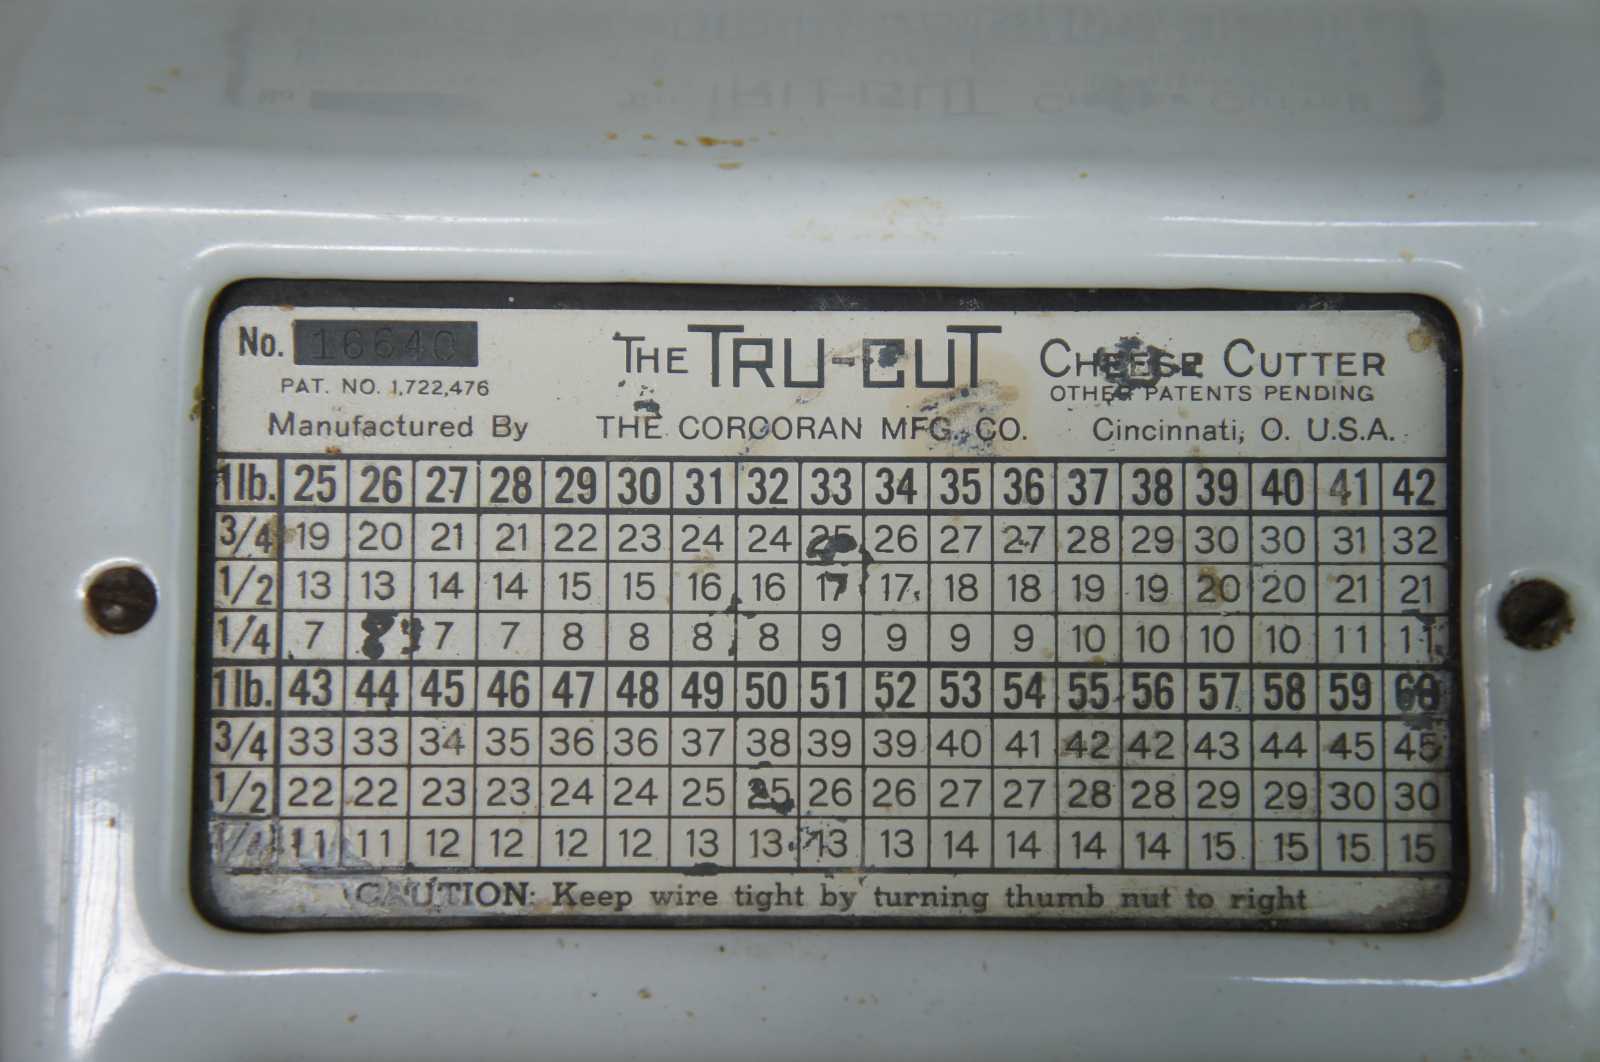 No. 16640 THE TRU-CUT CHEESE CUTTER
PAT. NO. 1,722,476 OTHER PATENTS PENDING
Manufactured By THE CORCORAN MFG. CO. Cincinnati, O. U.S.A.
1 lb. 25 26 27 28 29 30 31 32 33 34 35 36 37 38 39 40 41 42
3/4 19 20 21 21 22 23 24 24 25 26 27 27 28 29 30 30 31 32
1/2 13 13 14 14 15 15 16 16 17 17 18 18 19 19 20 20 21 21
1/4 7 7 7 8 8 8 8 9 9 9 9 10 10 10 10 11 11
1 lb. 43 44 45 46 47 48 49 50 51 52 53 54 55 56 57 58 59 60
3/4 33 33 34 35 36 36 37 38 39 39 40 41 42 42 43 44 45 45
1/2 22 22 23 23 24 24 25 25 26 26 27 27 28 28 29 29 30 30
1/4 11 11 12 12 12 12 13 13 13 13 14 14 14 14 15 15 15 15
CAUTION: Keep wire tight by turning thumb nut to right